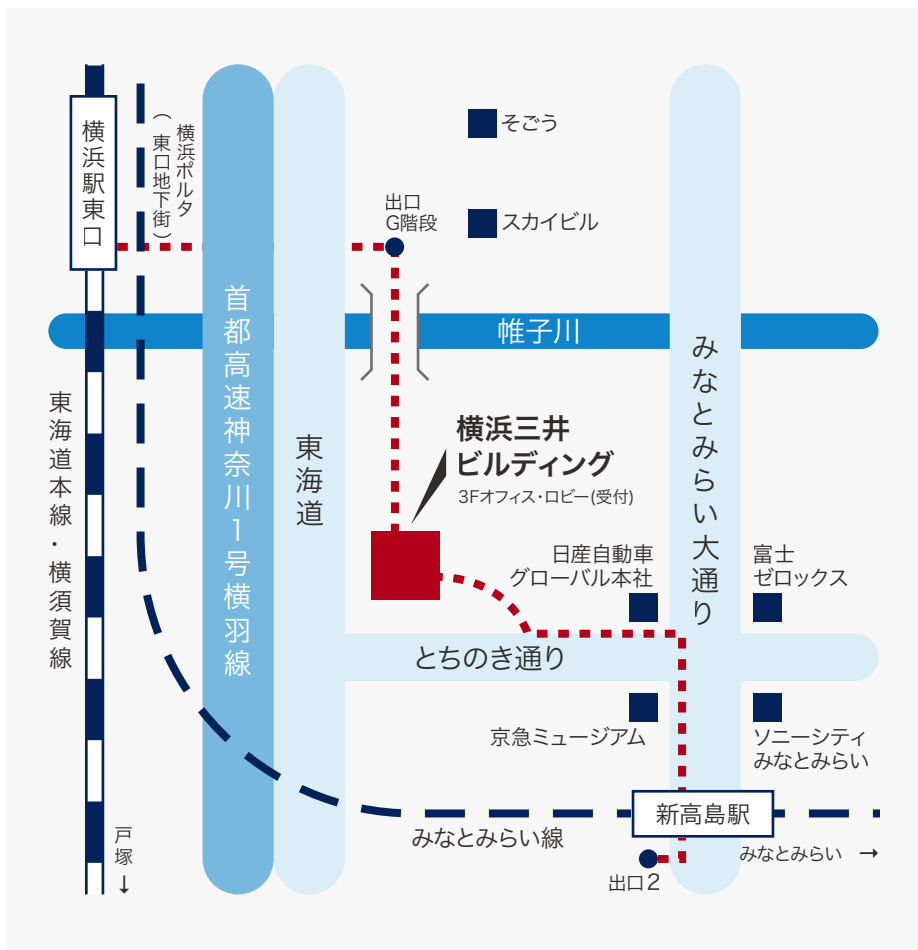 横浜駅東口
横浜ポルタ
(東口地下街)
そごう
出口
G階段
スカイビル
首都高速神奈川1号横羽線
帷子川
東海道
みなとみらい大通り
東海道本線・横須賀線
横浜三井
ビルディング
3Fオフィス・ロビー(受付)
日産自動車
グローバル本社
富士
ゼロックス
とちのき通り
京急ミュージアム
ソニーシティ
みなとみらい
新高島駅
みなとみらい線
みなとみらい →
戸塚↓
出口2